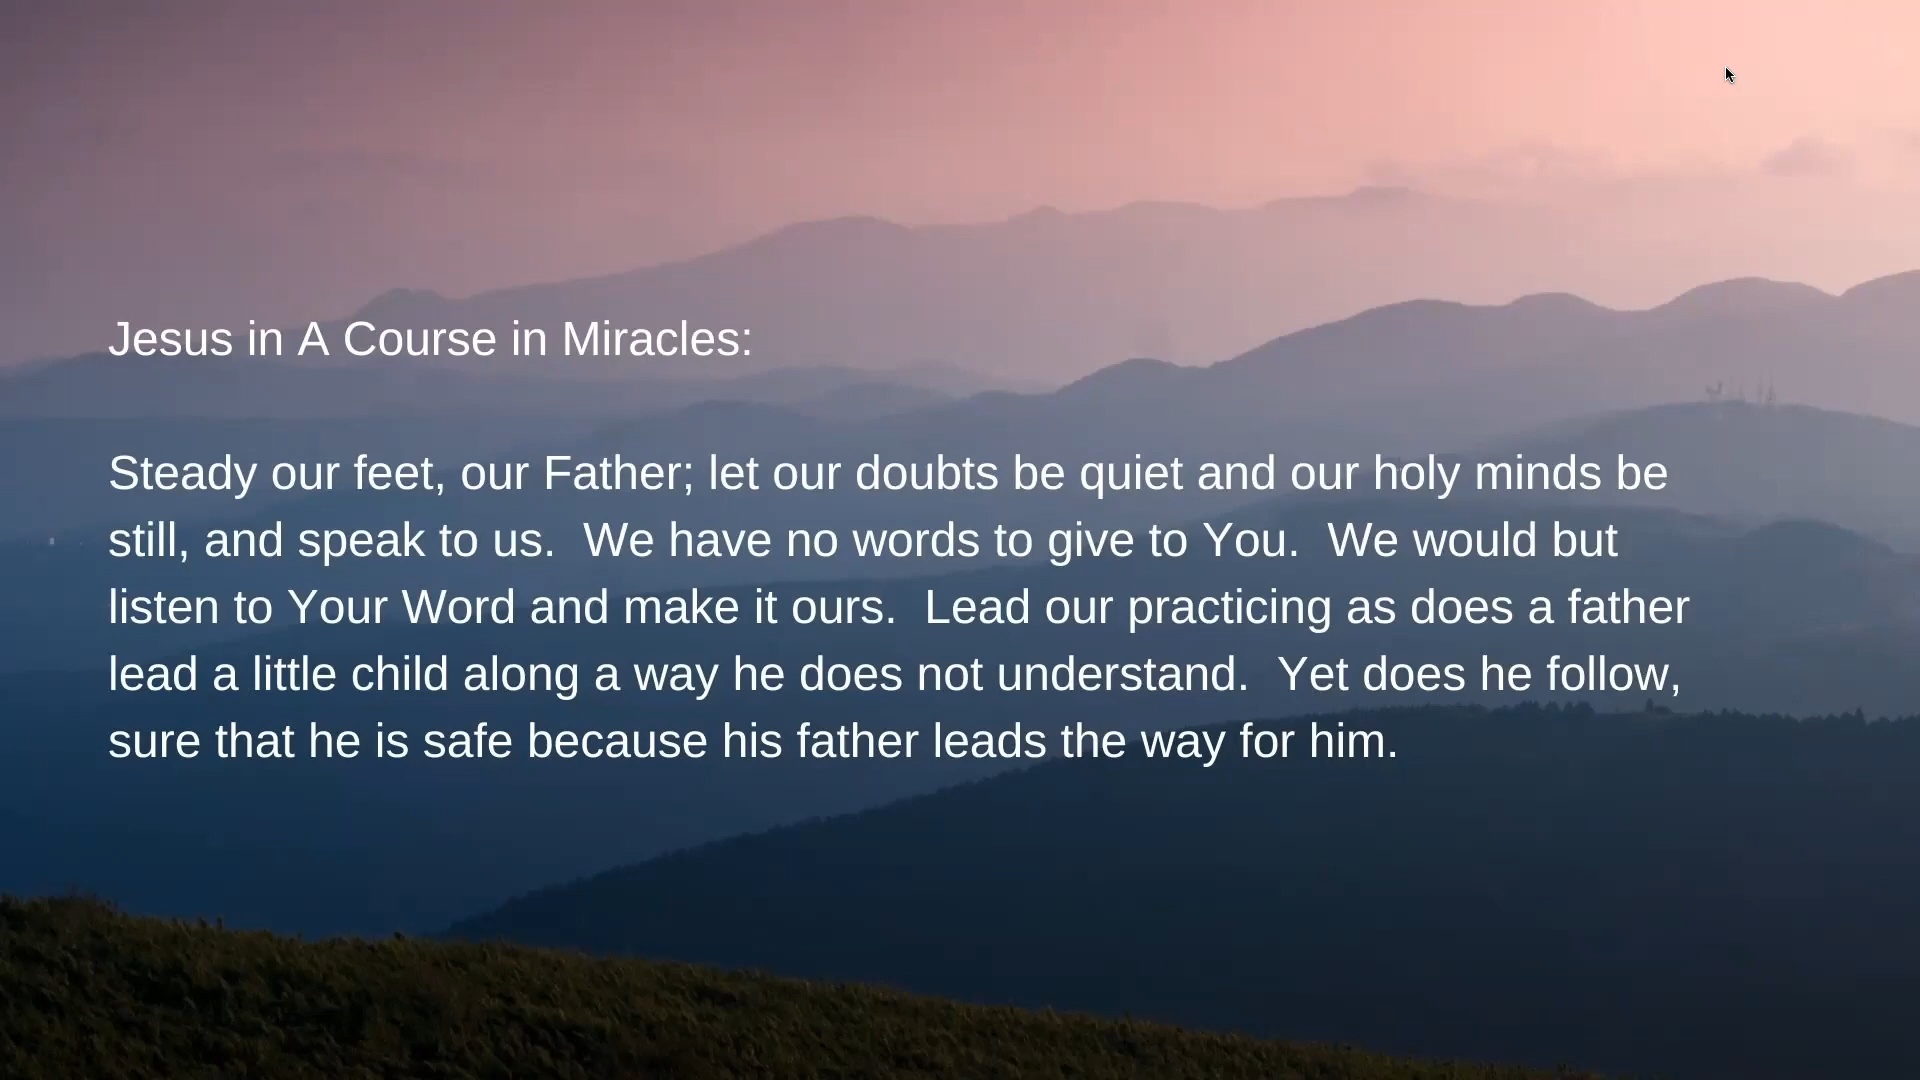 Jesus in A Course in Miracles:
Steady our feet, our Father; let our doubts be quiet and our holy minds be
still, and speak to us.  We have no words to give to You.  We would but
listen to Your Word and make it ours.  Lead our practicing as does a father
lead a little child along a way he does not understand.  Yet does he follow,
sure that he is safe because his father leads the way for him.